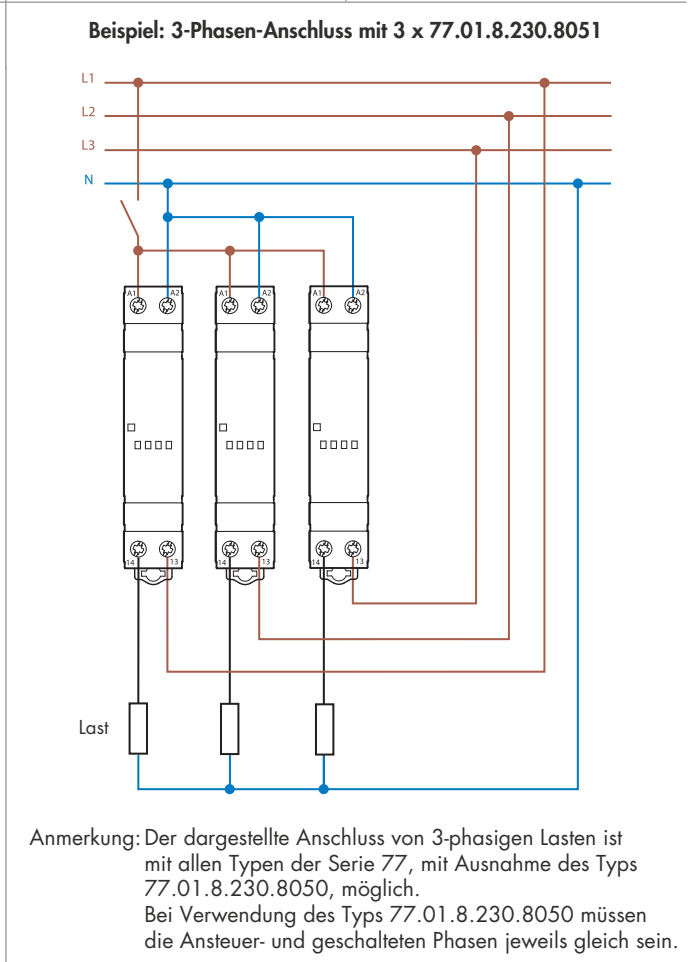 Beispiel: 3-Phasen-Anschluss mit 3 x 77.01.8.230.8051
L1
L2
L3
N
A1 A2 A1 A2 A1 A2
14 13 14 13 14 13
Last
Anmerkung: Der dargestellte Anschluss von 3-phasigen Lasten ist
mit allen Typen der Serie 77, mit Ausnahme des Typs
77.01.8.230.8050, möglich.
Bei Verwendung des Typs 77.01.8.230.8050 müssen
die Ansteuer- und geschalteten Phasen jeweils gleich sein.